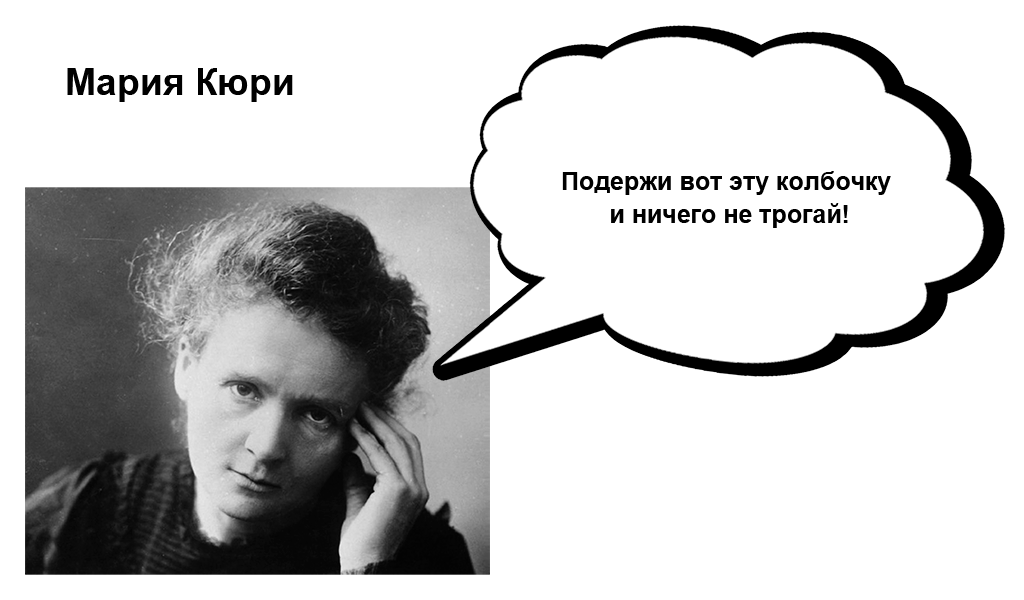 Мария Кюри
Подержи вот эту колбочку
и ничего не трогай!